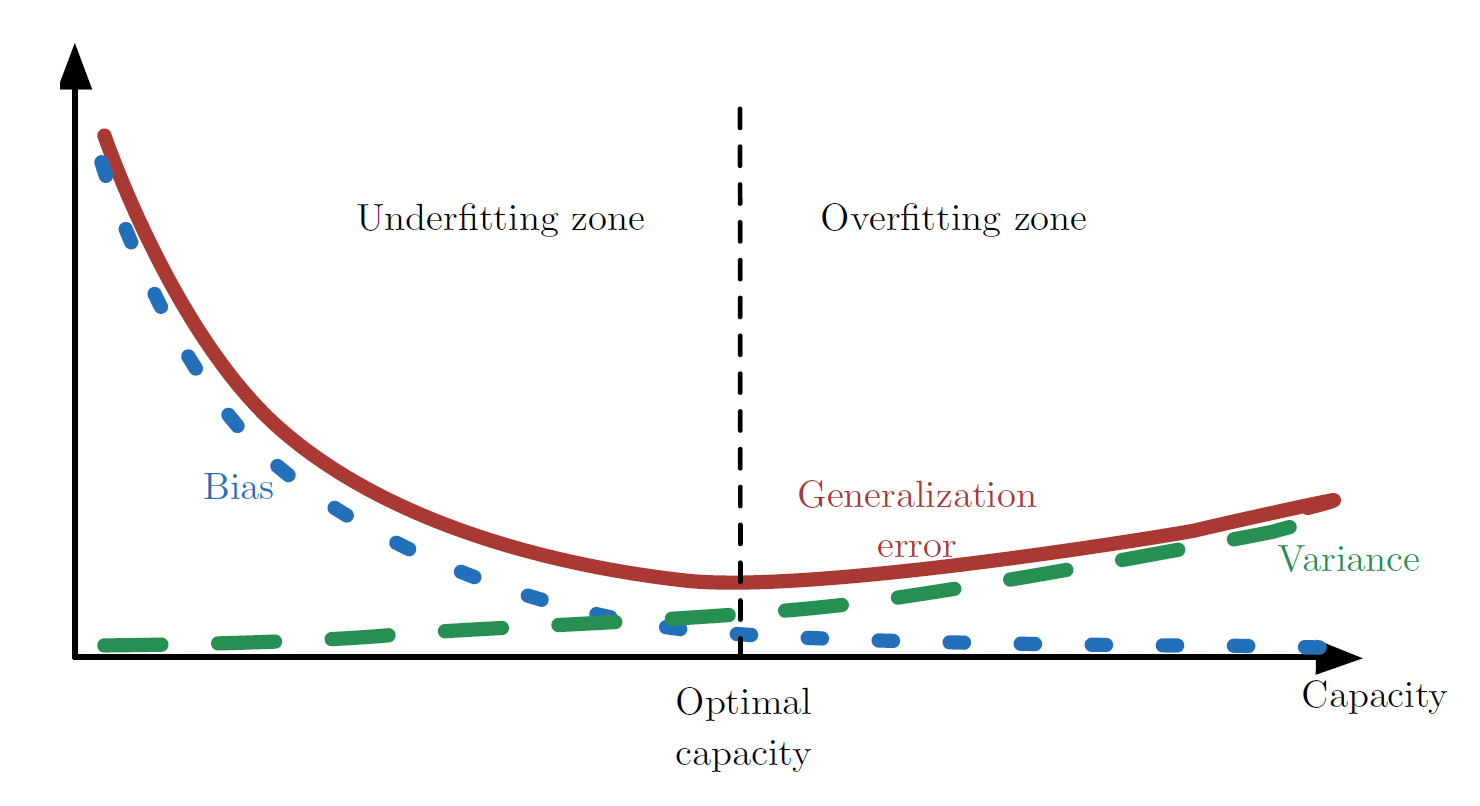 Underfitting zone
Overfitting zone
Bias
Generalization
error
Variance
Optimal
capacity
Capacity